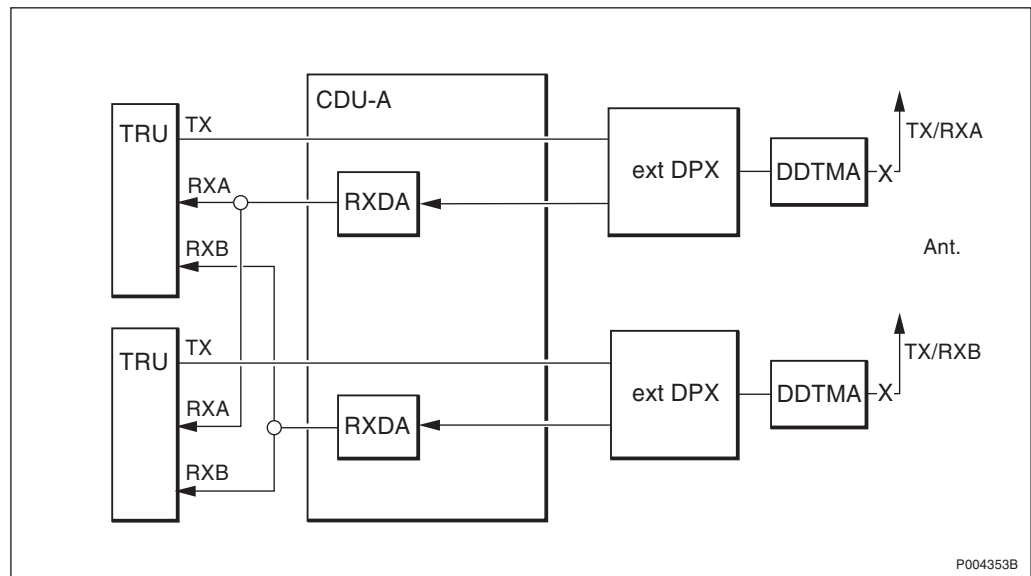 CDU-A
TRU
TX
RXA
RXB
RXDA
ext DPX
DDTMA
X
TX/RXA
Ant.
TRU
TX
RXA
RXB
RXDA
ext DPX
DDTMA
X
TX/RXB
P004353B